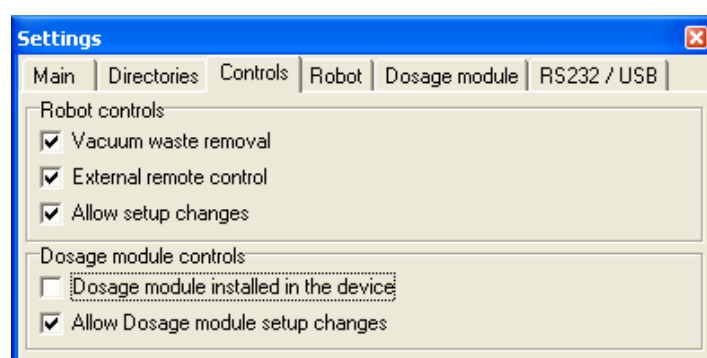 Settings
Main Directories Controls Robot Dosage module RS232 / USB
Robot controls
Vacuum waste removal
External remote control
Allow setup changes
Dosage module controls
Dosage module installed in the device
Allow Dosage module setup changes